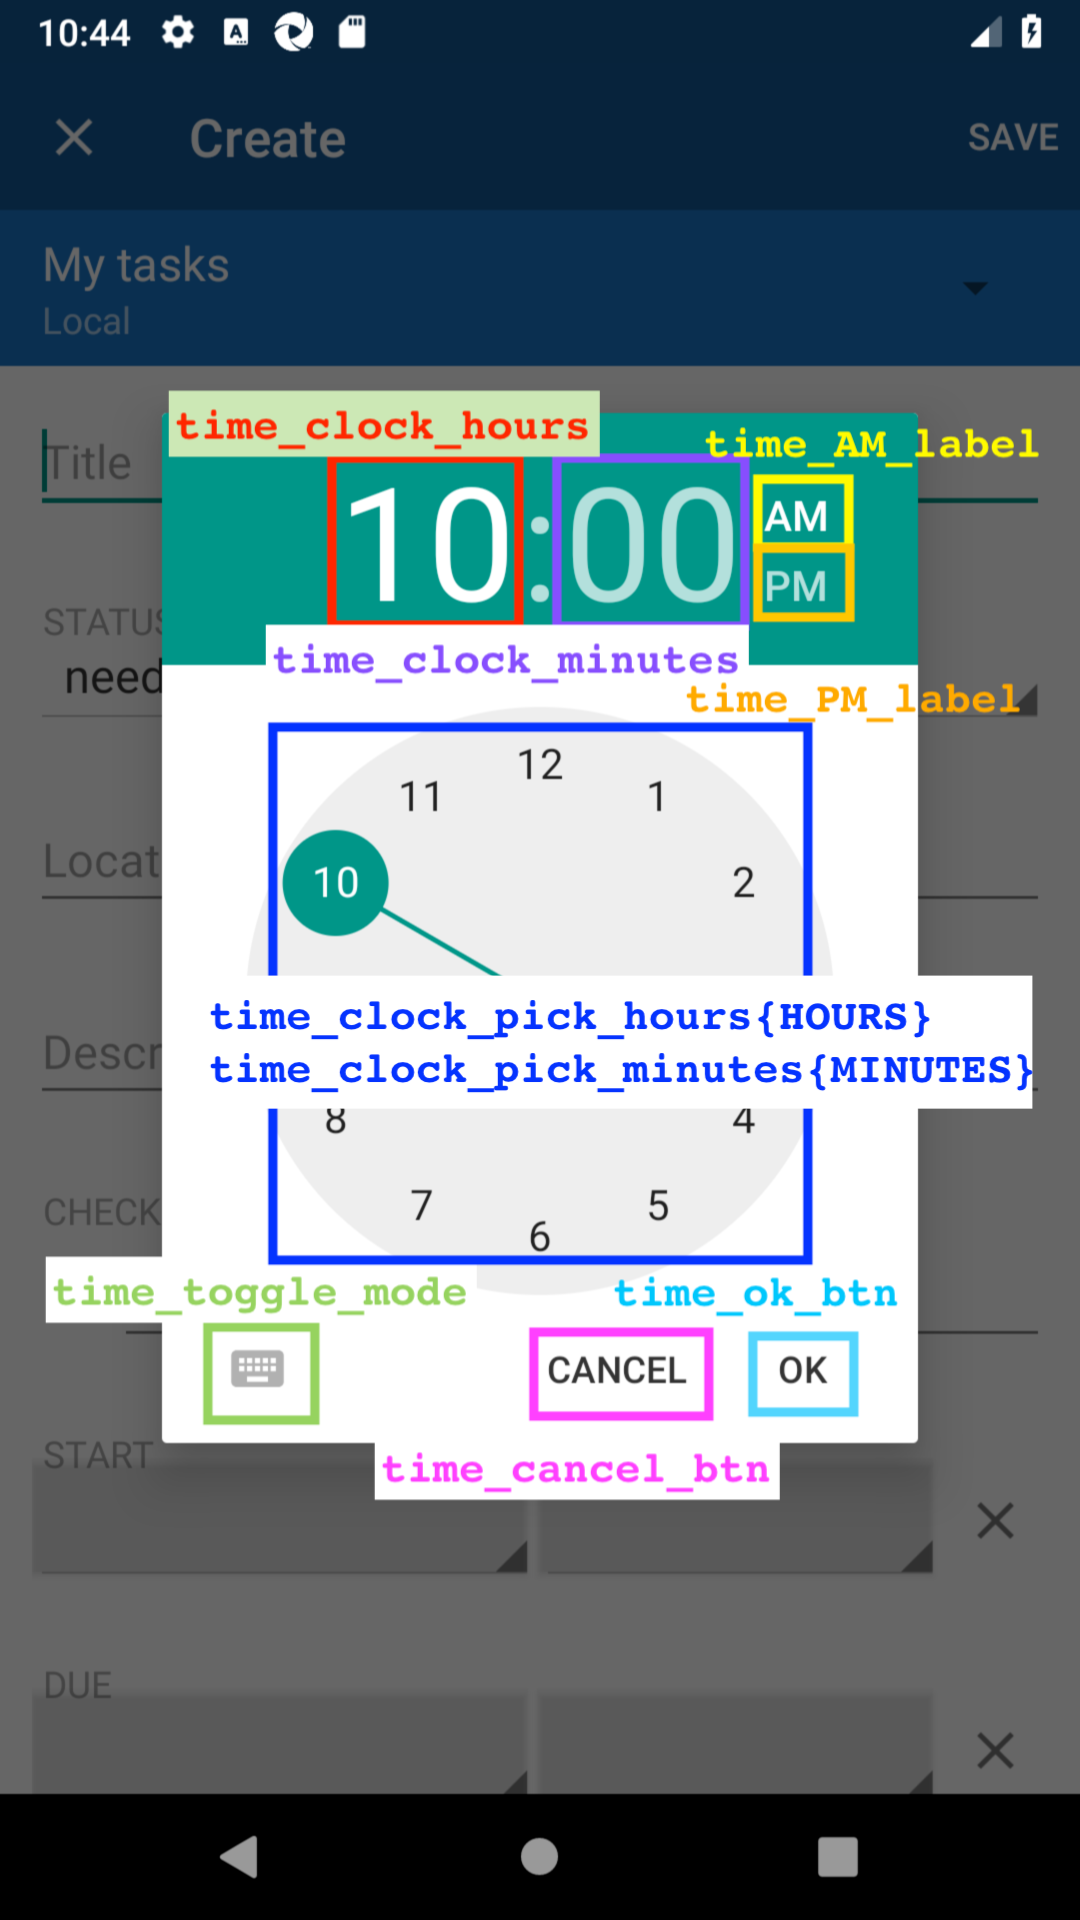 10:44
Create
SAVE
My tasks
Local
time_clock_hours
time_AM_label
Title
10:00
AM
PM
STATUS
need
time_clock_minutes
time_PM_label
12
11
1
10
2
Locat
time_clock_pick_hours{HOURS}
Descr
time_clock_pick_minutes{MINUTES}
8
4
7
5
6
CHECK
time_toggle_mode
time_ok_btn
CANCEL
OK
START
time_cancel_btn
DUE